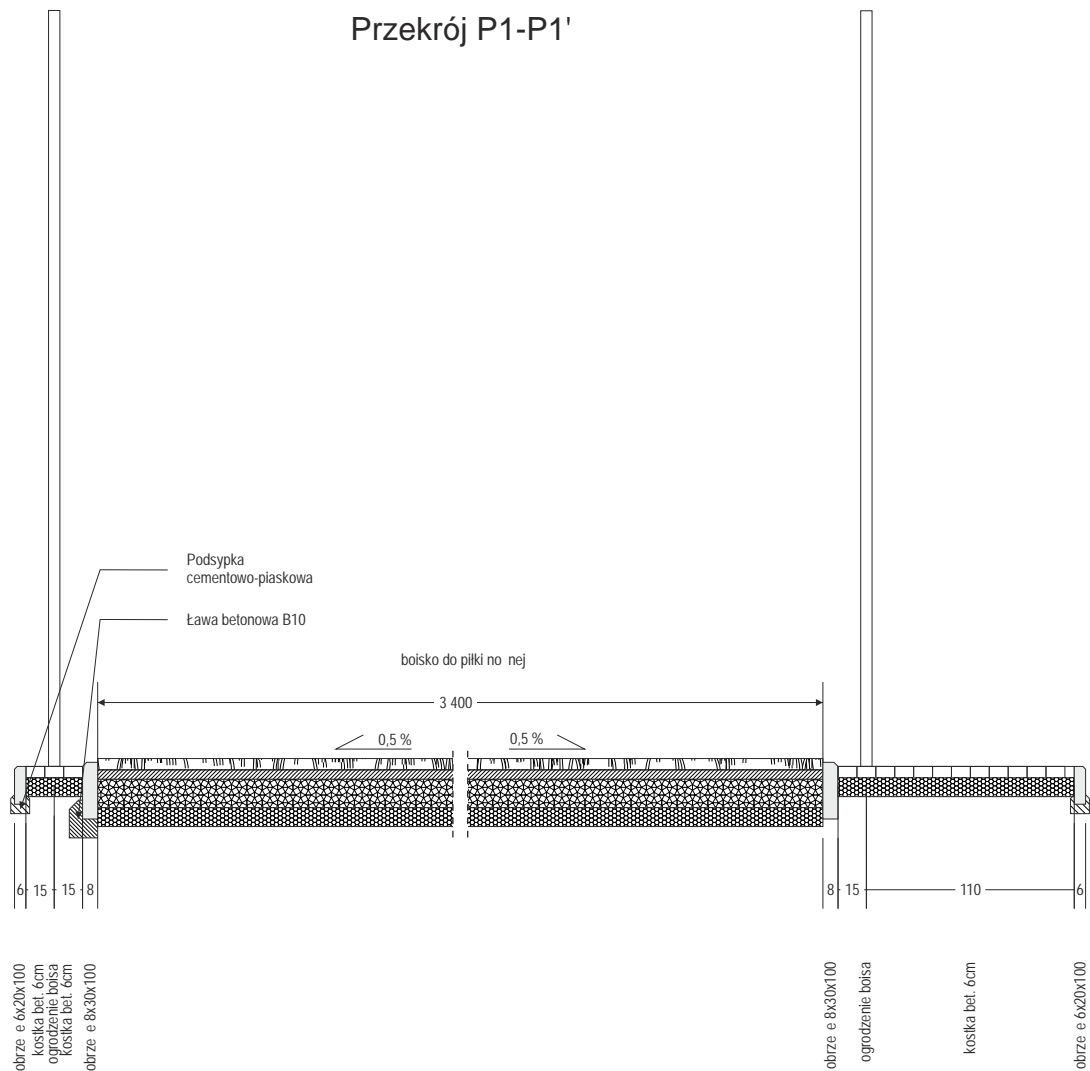 Przekrój P1-P1'
Podsypka
cementowo-piaskowa
Ława betonowa B10
boisko do piłki no nej
3 400
0,5 %
0,5 %
6
15
15
8
8
15
110
6
obrze e 6x20x100
kostka bet. 6cm
ogrodzenie boisa
kostka bet. 6cm
obrze e 8x30x100
obrze e 8x30x100
ogrodzenie boisa
kostka bet. 6cm
obrze e 6x20x100